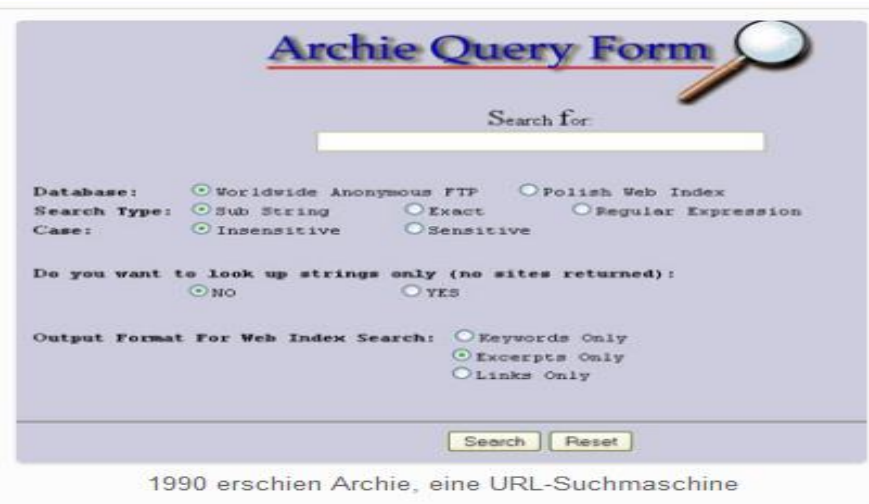 Archie Query Form
Search for:
Database: Worldwide Anonymous FTP Polish Web Index
Search Type: Sub String Exact Regular Expression
Case: Insensitive Sensitive
Do you want to look up strings only (no sites returned):
NO YES
Output Format For Web Index Search: Keywords Only
Excerpts Only
Links Only
Search Reset
1990 erschien Archie, eine URL-Suchmaschine